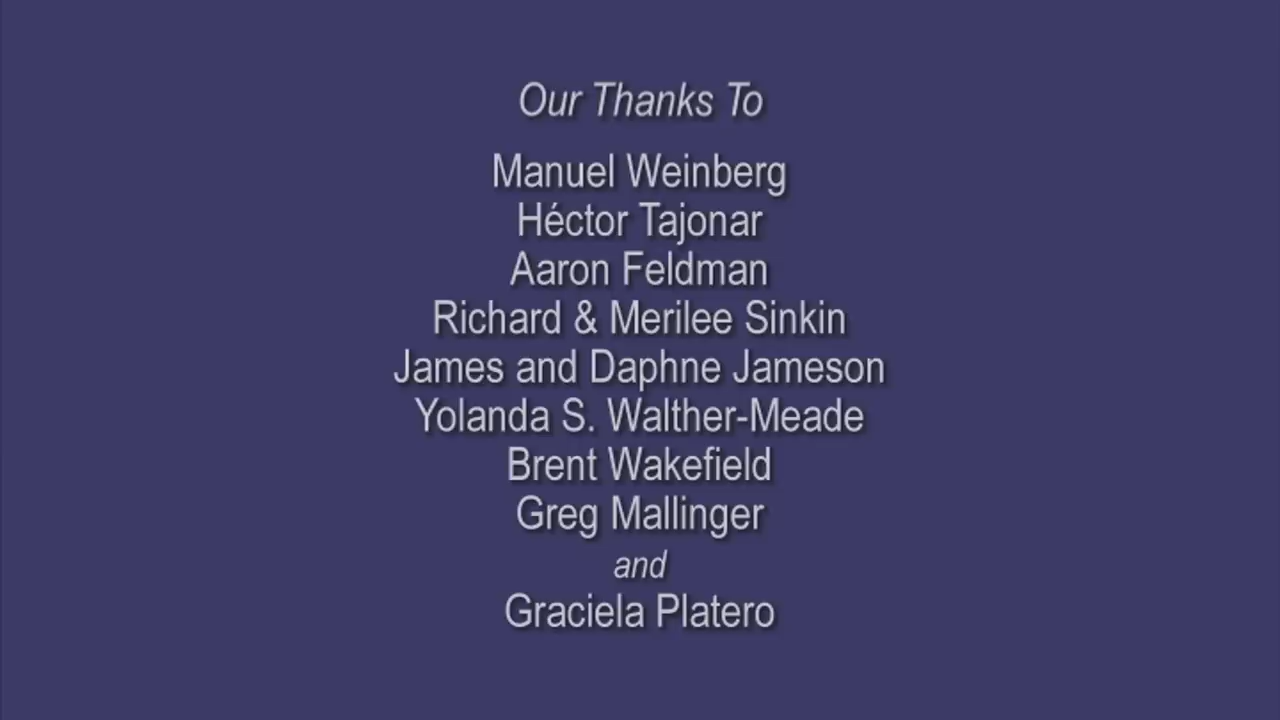 Our Thanks To
Manuel Weinberg
Héctor Tajonar
Aaron Feldman
Richard & Merilee Sinkin
James and Daphne Jameson
Yolanda S. Walther-Meade
Brent Wakefield
Greg Mallinger
and
Graciela Platero